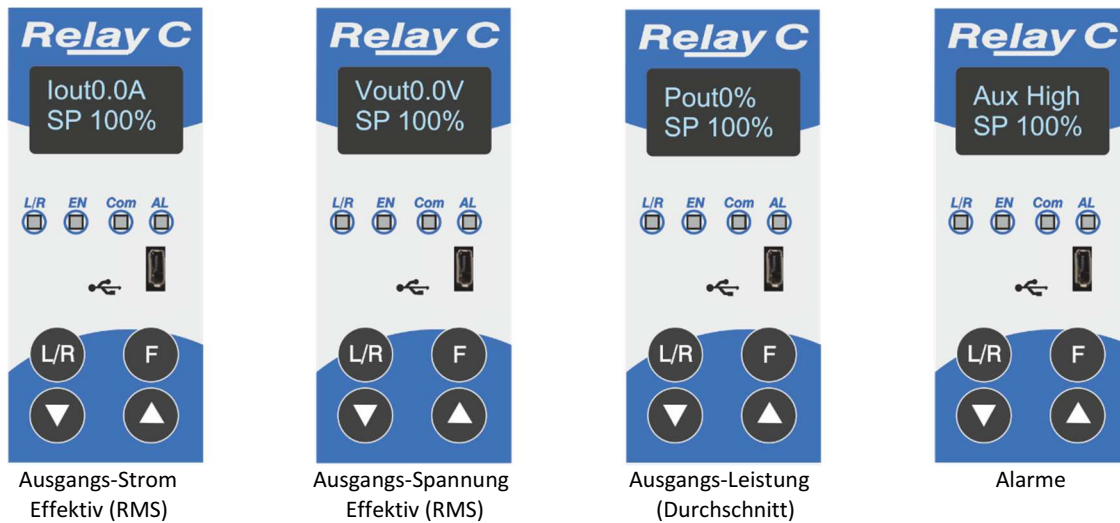 Relay C
Iout0.0A
SP 100%
L/R EN Com AL
L/R F
Ausgangs-Strom
Effektiv (RMS)
Relay C
Vout0.0V
SP 100%
L/R EN Com AL
L/R F
Ausgangs-Spannung
Effektiv (RMS)
Relay C
Pout0%
SP 100%
L/R EN Com AL
L/R F
Ausgangs-Leistung
(Durchschnitt)
Relay C
Aux High
SP 100%
L/R EN Com AL
L/R F
Alarme